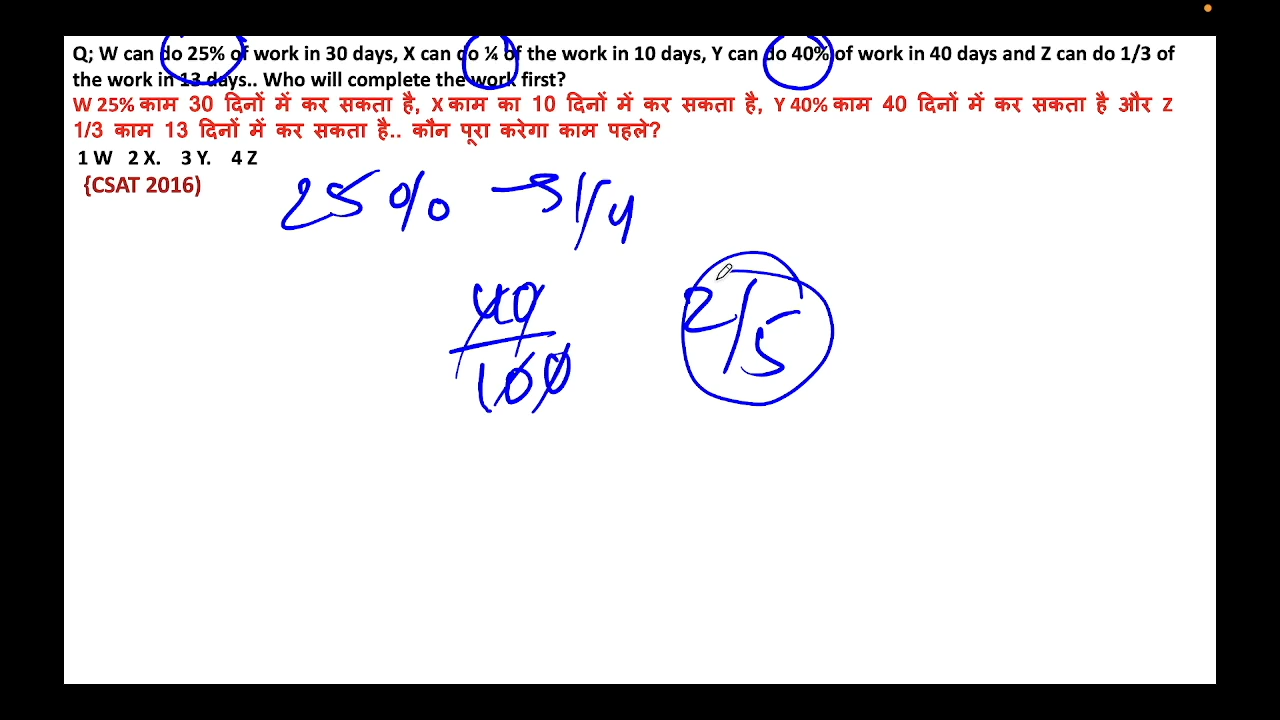 Q; W can do 25% of work in 30 days, X can do ¼ of the work in 10 days, Y can do 40% of work in 40 days and Z can do 1/3 of
the work in 13 days.. Who will complete the work first?
W 25% काम 30 दिनों में कर सकता है, X काम का 10 दिनों में कर सकता है, Y 40% काम 40 दिनों में कर सकता है और Z
1/3 काम 13 दिनों में कर सकता है.. कौन पूरा करेगा काम पहले?
1 W 2 X. 3 Y. 4 Z
{CSAT 2016)
25% → 1/4
40
100
2/5